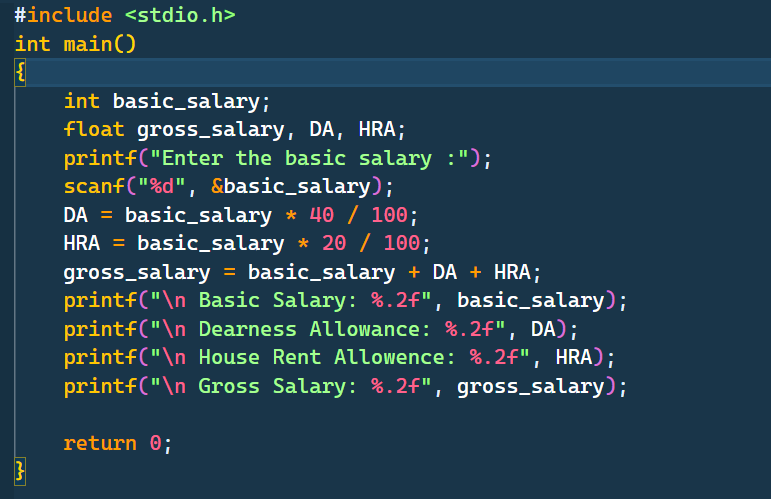 #include <stdio.h>
int main()
{
    int basic_salary;
    float gross_salary, DA, HRA;
    printf("Enter the basic salary :");
    scanf("%d", &basic_salary);
    DA = basic_salary * 40 / 100;
    HRA = basic_salary * 20 / 100;
    gross_salary = basic_salary + DA + HRA;
    printf("\n Basic Salary: %.2f", basic_salary);
    printf("\n Dearness Allowance: %.2f", DA);
    printf("\n House Rent Allowence: %.2f", HRA);
    printf("\n Gross Salary: %.2f", gross_salary);
    return 0;
}